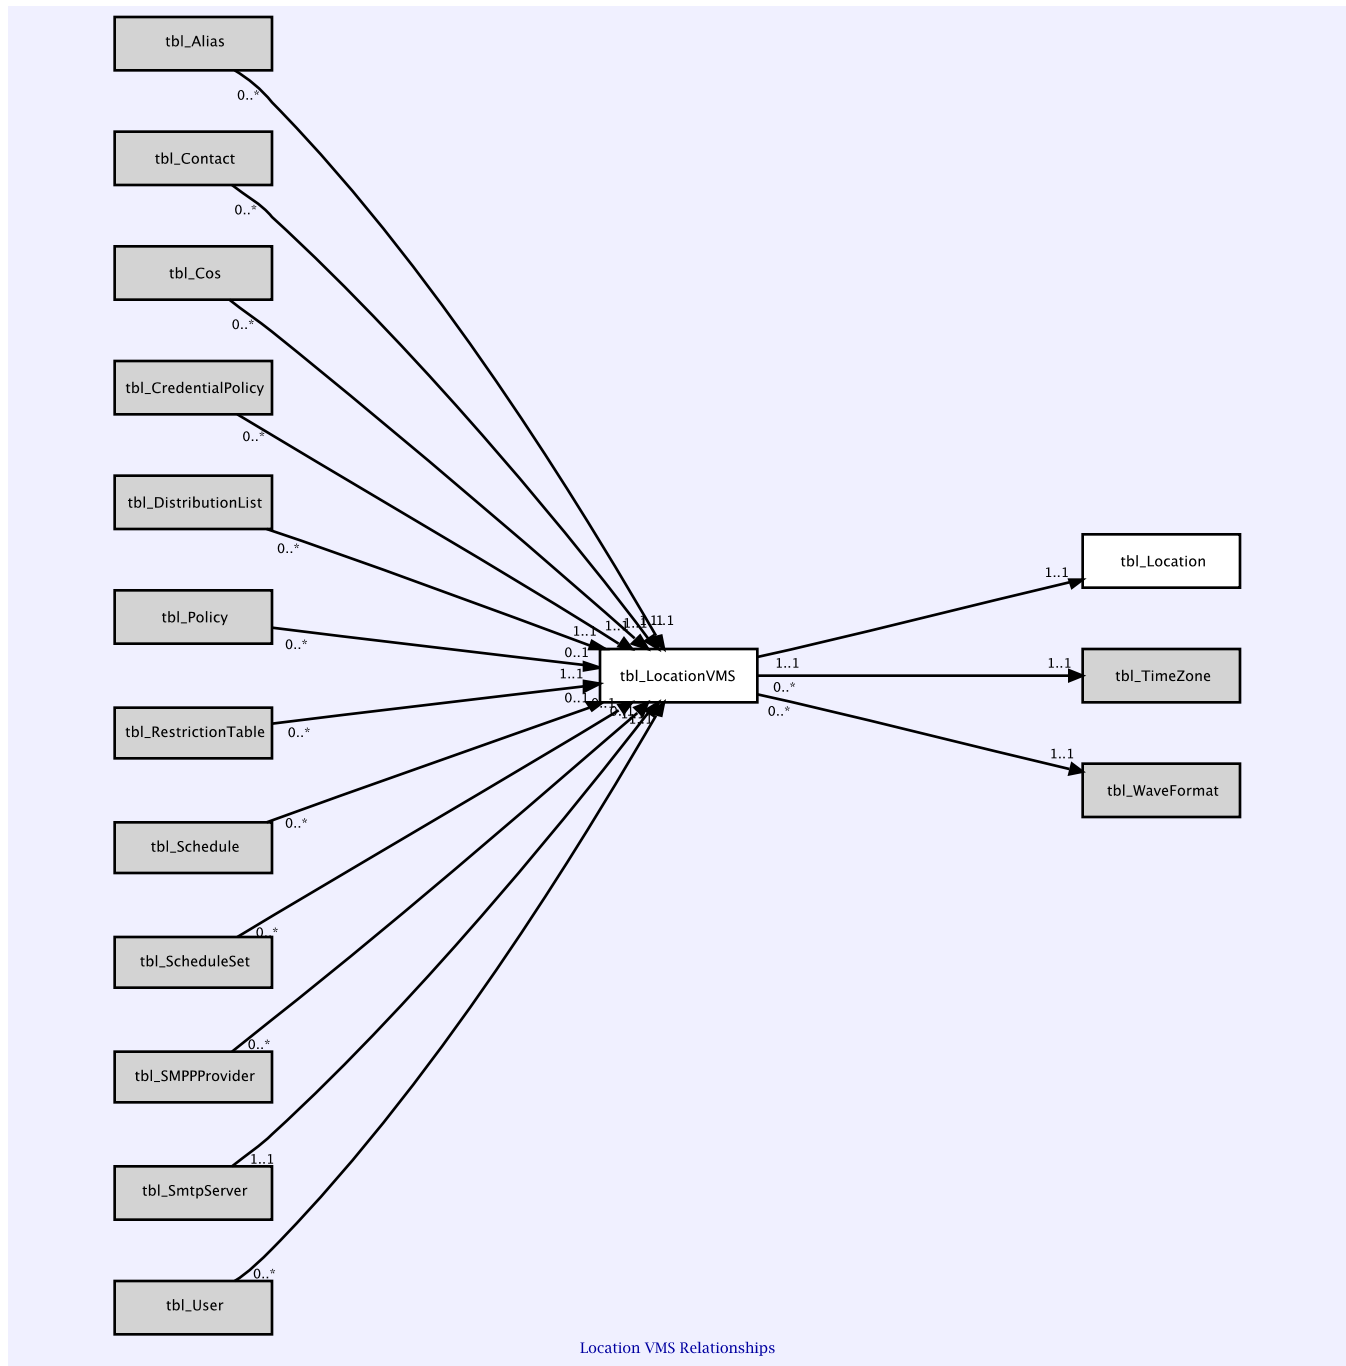 tbl_Alias
0..*
tbl_Contact
0..*
tbl_Cos
0..*
tbl_CredentialPolicy
0..*
tbl_DistributionList
0..*
tbl_Policy
0..*
tbl_RestrictionTable
0..*
tbl_Schedule
0..*
tbl_ScheduleSet
0..*
tbl_SMPPProvider
0..*
tbl_SmtpServer
1..1
tbl_User
0..*
1..1
1..1
0..1
1..1
0..1
tbl_LocationVMS
1..1
0..*
0..*
1..1
tbl_Location
1..1
tbl_TimeZone
1..1
tbl_WaveFormat
Location VMS Relationships